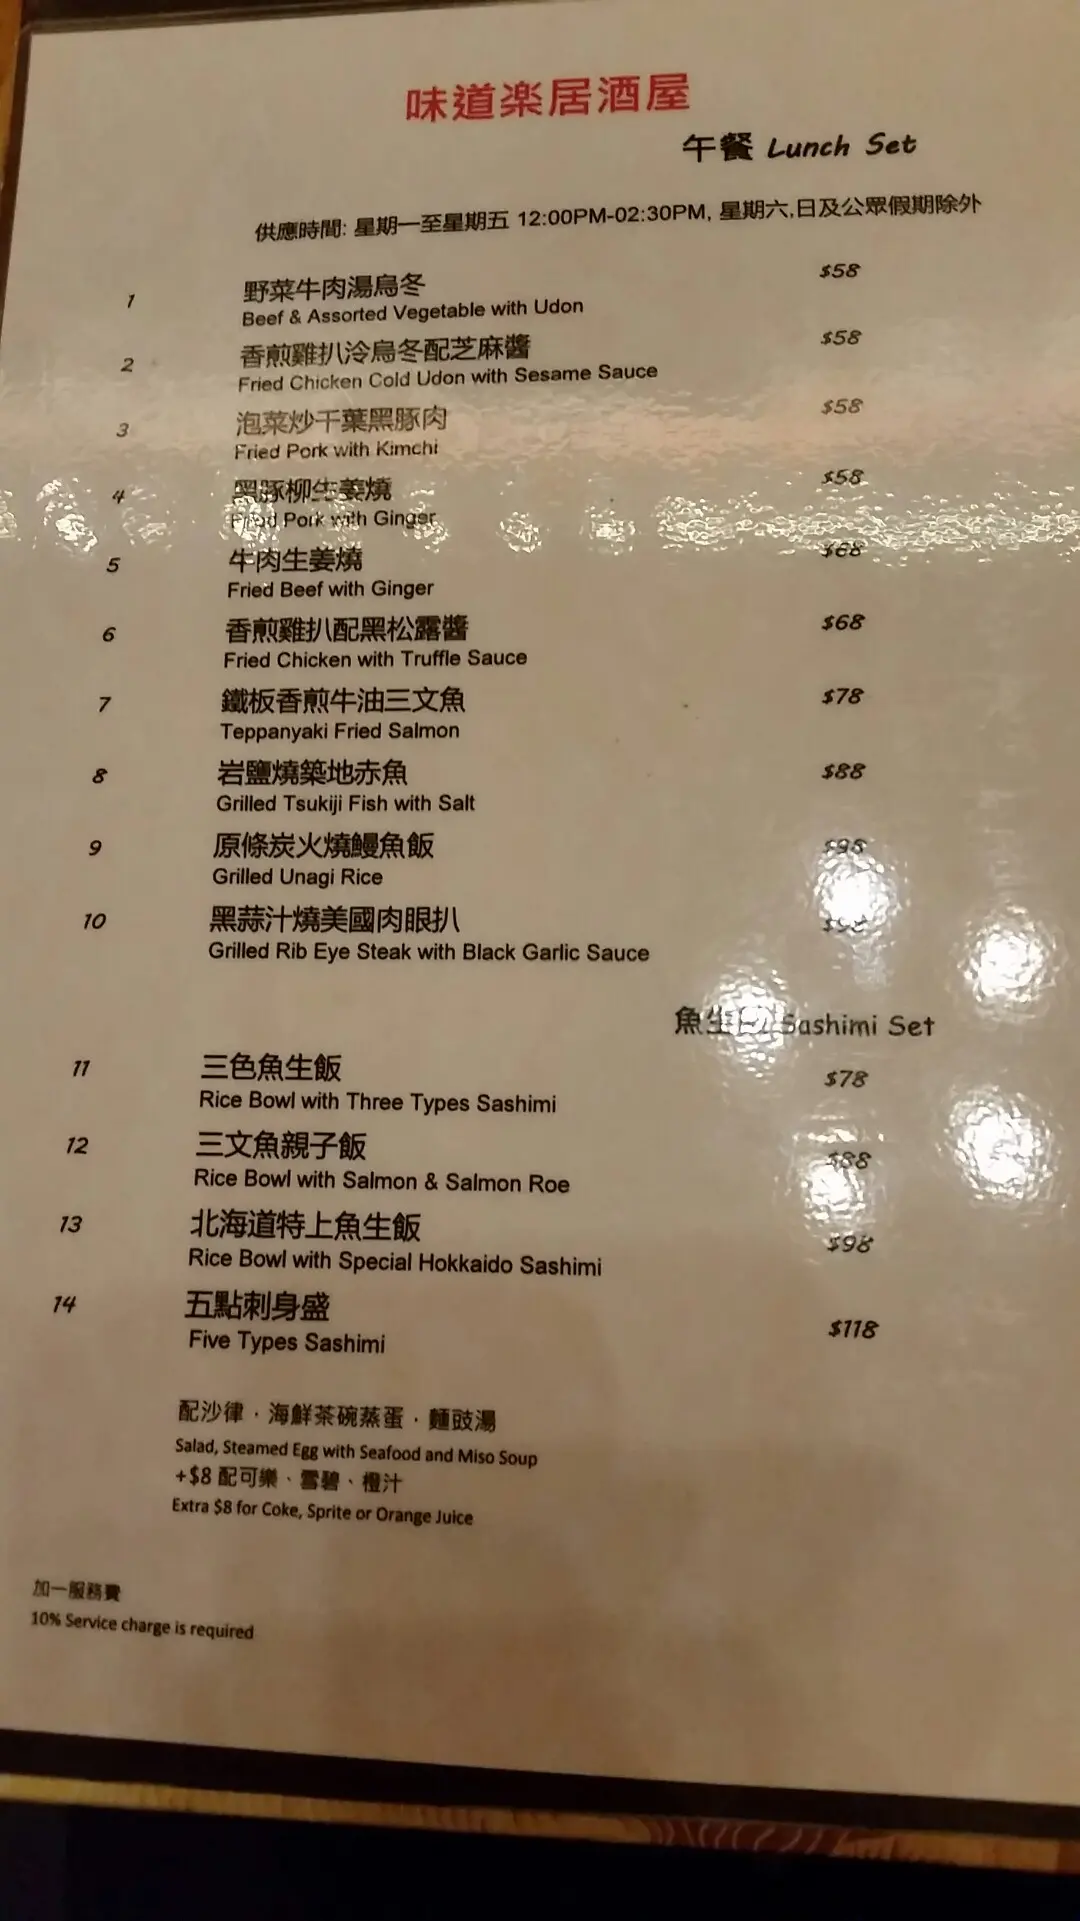 味道楽居酒屋
午餐 Lunch Set
供應時間: 星期一至星期五 12:00PM-02:30PM, 星期六,日及公眾假期除外
1 野菜牛肉湯烏冬 $58
Beef & Assorted Vegetable with Udon
2 香煎雞扒泠烏冬配芝麻醬 $58
Fried Chicken Cold Udon with Sesame Sauce
3 泡菜炒千葉黑豚肉 $58
Fried Pork with Kimchi
4 黑豚柳生姜燒 $58
Fried Pork with Ginger
5 牛肉生姜燒 $68
Fried Beef with Ginger
6 香煎雞扒配黑松露醬 $68
Fried Chicken with Truffle Sauce
7 鐵板香煎牛油三文魚 $78
Teppanyaki Fried Salmon
8 岩鹽燒築地赤魚 $88
Grilled Tsukiji Fish with Salt
9 原條炭火燒鰻魚飯 $98
Grilled Unagi Rice
10 黑蒜汁燒美國肉眼扒 $98
Grilled Rib Eye Steak with Black Garlic Sauce
魚生 Sashimi Set
11 三色魚生飯 $78
Rice Bowl with Three Types Sashimi
12 三文魚親子飯 $88
Rice Bowl with Salmon & Salmon Roe
13 北海道特上魚生飯 $98
Rice Bowl with Special Hokkaido Sashimi
14 五點刺身盛 $118
Five Types Sashimi
配沙律．海鮮茶碗蒸蛋．麵豉湯
Salad, Steamed Egg with Seafood and Miso Soup
+$8 配可樂、雪碧、橙汁
Extra $8 for Coke, Sprite or Orange Juice
加一服務費
10% Service charge is required